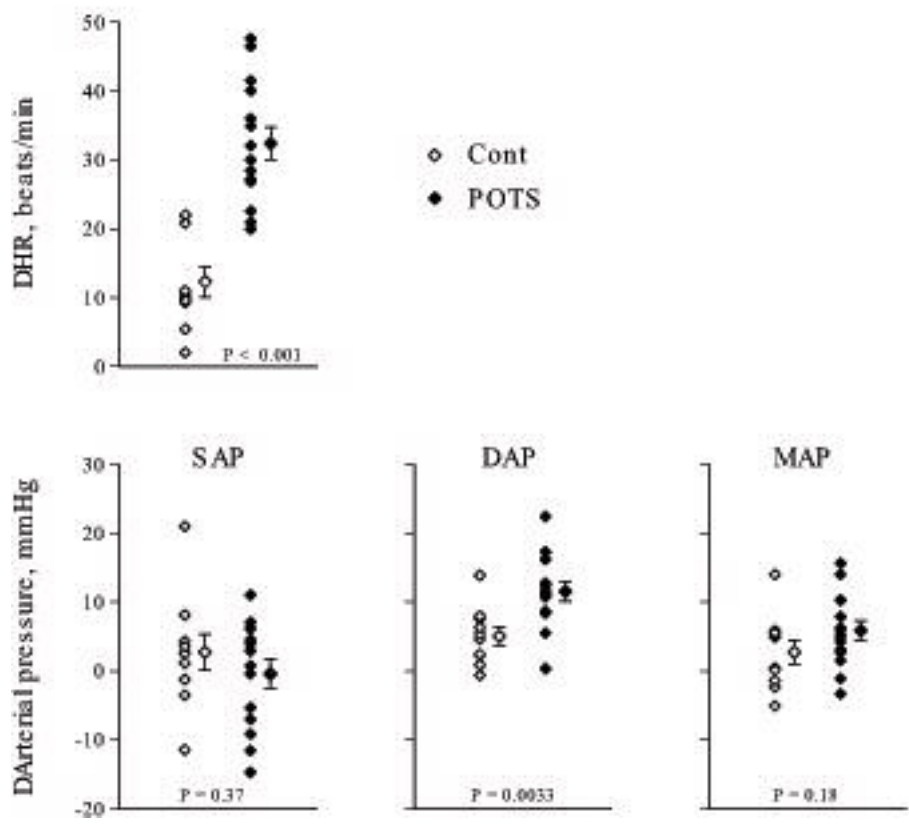 50
40
30
20
10
0
DHR, beats/min
Cont
POTS
P < 0.001
DArterial pressure, mmHg
30
20
10
0
-10
-20
SAP
DAP
MAP
P = 0.37
P = 0.0033
P = 0.18